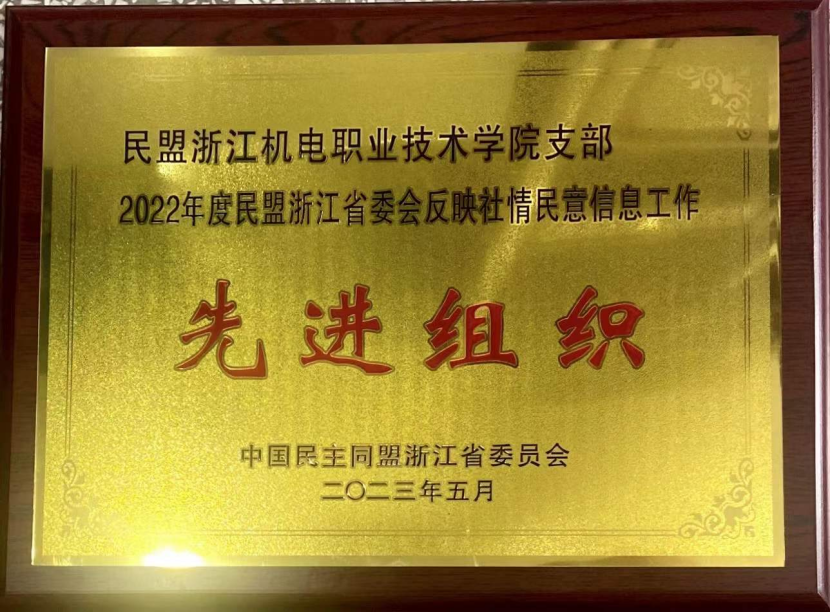 民盟浙江机电职业技术学院支部
2022年度民盟浙江省委会反映社情民意信息工作
先进组织
中国民主同盟浙江省委员会
二〇二三年五月